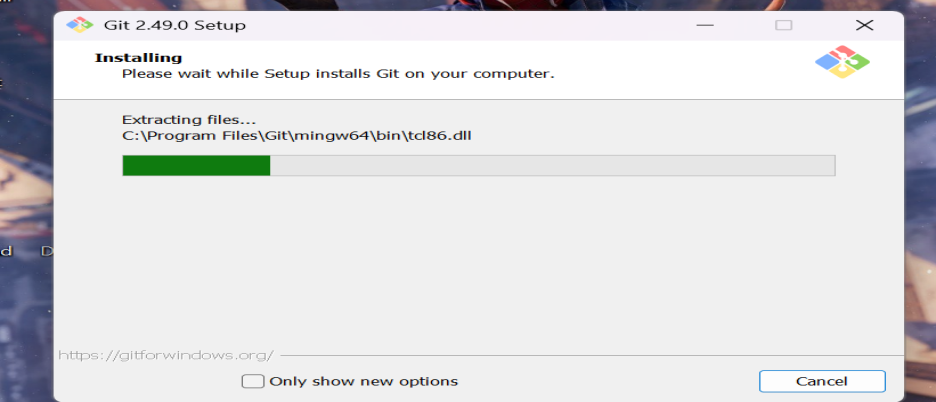 Git 2.49.0 Setup
Installing
Please wait while Setup installs Git on your computer.
Extracting files...
C:\Program Files\Git\mingw64\bin\tcl86.dll
d D
https://gitforwindows.org/
Only show new options
Cancel